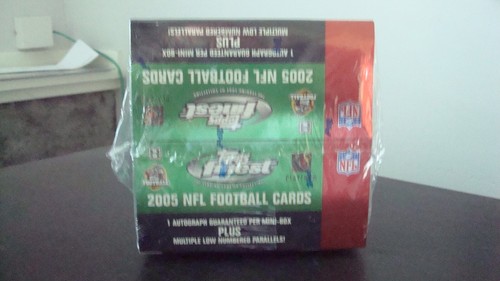 MULTIPLE LOW NUMBERED PARALLELS!
PLUS
1 AUTOGRAPH GUARANTEED PER MINI-BOX
2005 NFL FOOTBALL CARDS
finest
NFL
finest
NFL
2005 NFL FOOTBALL CARDS
1 AUTOGRAPH GUARANTEED PER MINI-BOX
PLUS
MULTIPLE LOW NUMBERED PARALLELS!